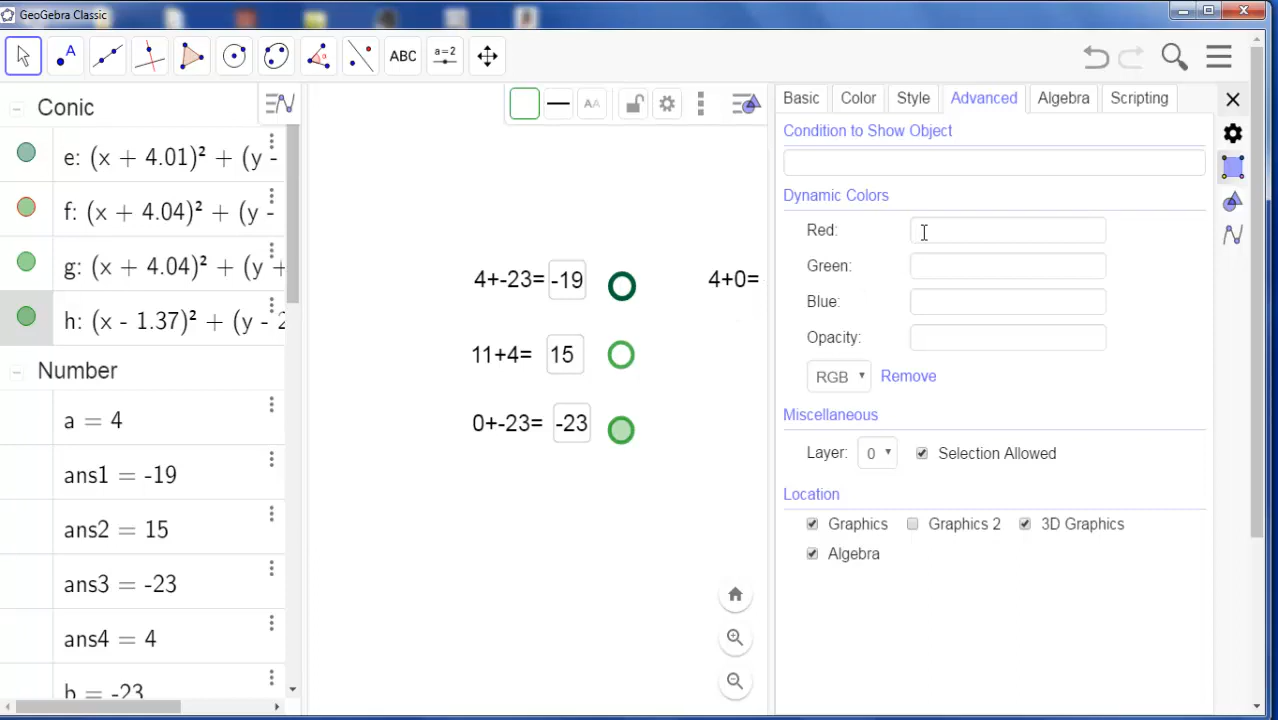 GeoGebra Classic
A
ABC
a=2
Conic
AA
Basic
Color
Style
Advanced
Algebra
Scripting
Condition to Show Object
e: (x + 4.01)² + (y -
f: (x + 4.04)² + (y -
g: (x + 4.04)² + (y +
h: (x - 1.37)² + (y - 2
Number
a = 4
ans1 = -19
ans2 = 15
ans3 = -23
ans4 = 4
b = -23
4+-23= -19
4+0=
11+4= 15
0+-23= -23
Dynamic Colors
Red:
Green:
Blue:
Opacity:
RGB
Remove
Miscellaneous
Layer: 0
Selection Allowed
Location
Graphics
Graphics 2
3D Graphics
Algebra